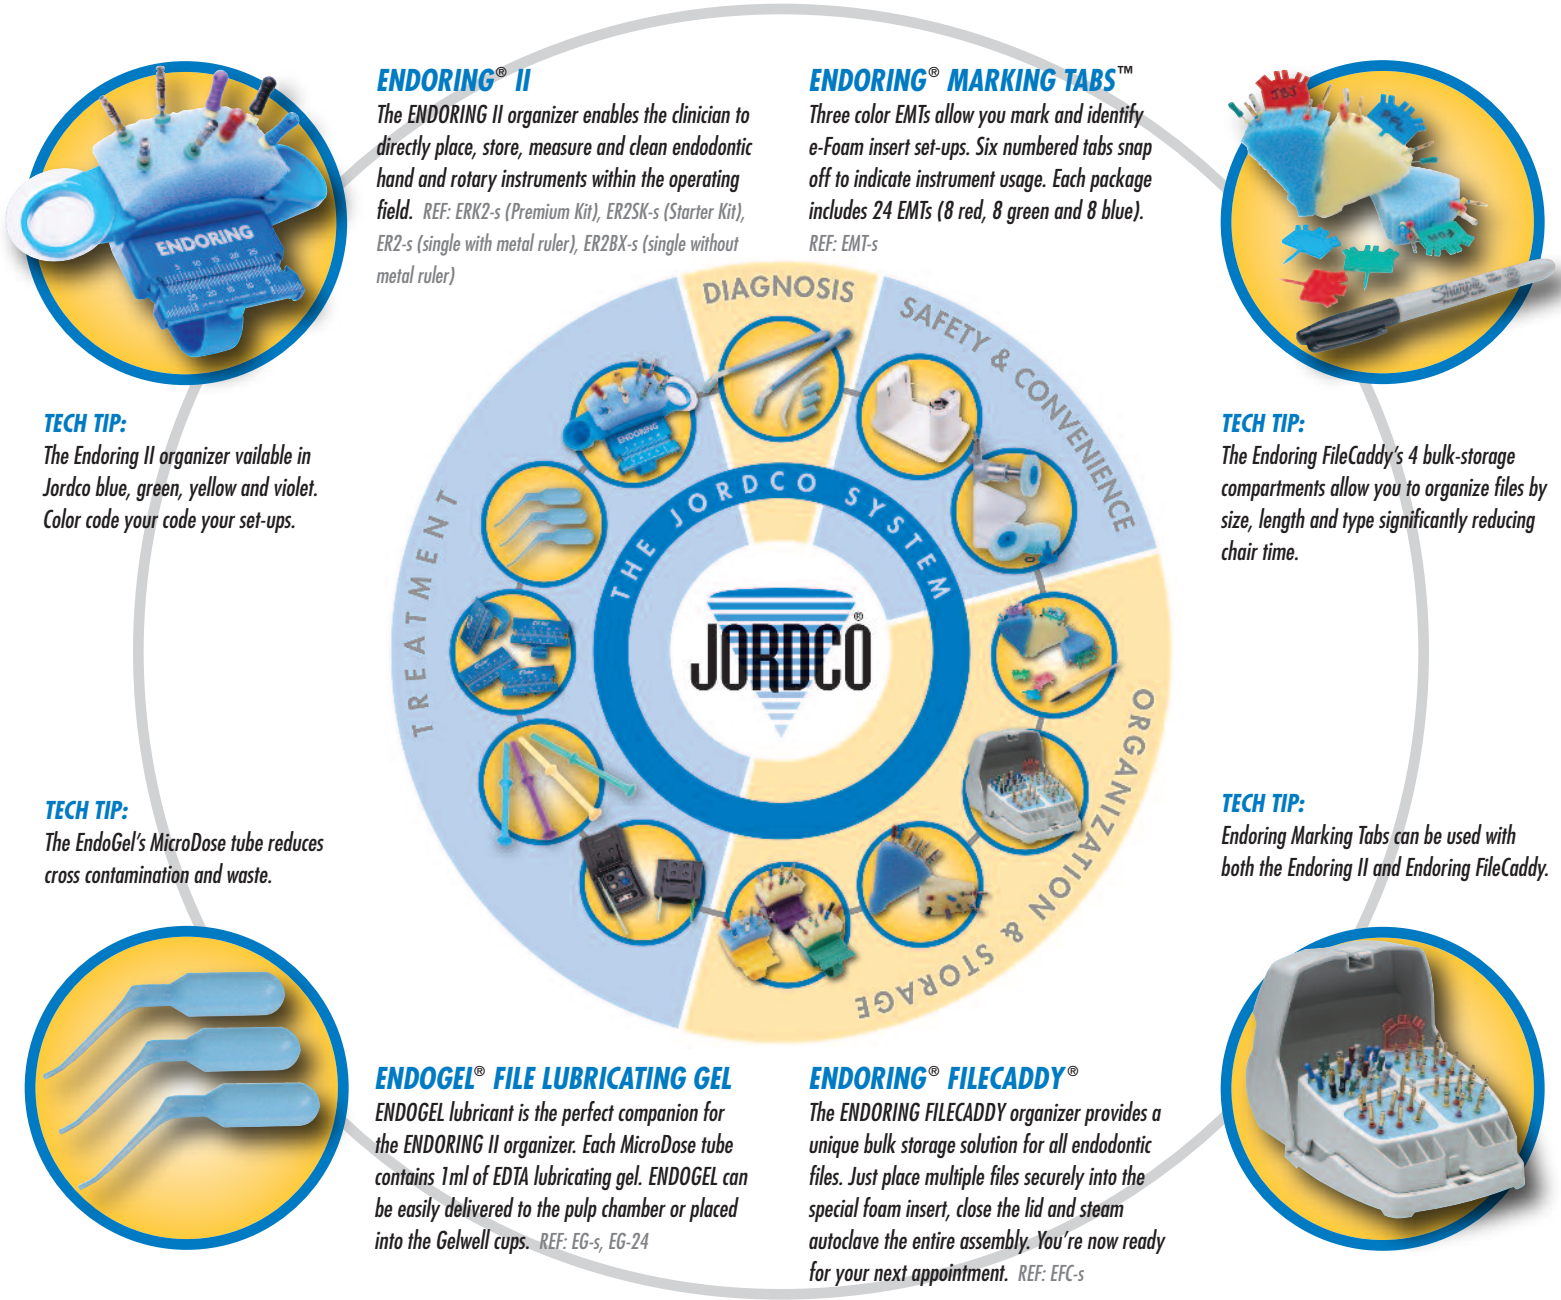 ENDORING® II
The ENDORING II organizer enables the clinician to
directly place, store, measure and clean endodontic
hand and rotary instruments within the operating
field. REF: ERK2-s (Premium Kit), ER2SK-s (Starter Kit),
ER2-s (single with metal ruler), ER2BX-s (single without
metal ruler)
ENDORING® MARKING TABS™
Three color EMTs allow you mark and identify
e-Foam insert set-ups. Six numbered tabs snap
off to indicate instrument usage. Each package
includes 24 EMTs (8 red, 8 green and 8 blue).
REF: EMT-s
ENDORING
5 10 15 20 25
JBJ
Sharpie
TECH TIP:
The Endoring II organizer vailable in
Jordco blue, green, yellow and violet.
Color code your code your set-ups.
TECH TIP:
The Endoring FileCaddy's 4 bulk-storage
compartments allow you to organize files by
size, length and type significantly reducing
chair time.
DIAGNOSIS
SAFETY & CONVENIENCE
ORGANIZATION & STORAGE
TREATMENT
THE JORDCO SYSTEM
JORDCO®
ENDORING
TECH TIP:
The EndoGel's MicroDose tube reduces
cross contamination and waste.
TECH TIP:
Endoring Marking Tabs can be used with
both the Endoring II and Endoring FileCaddy.
ENDOGEL® FILE LUBRICATING GEL
ENDOGEL lubricant is the perfect companion for
the ENDORING II organizer. Each MicroDose tube
contains 1ml of EDTA lubricating gel. ENDOGEL can
be easily delivered to the pulp chamber or placed
into the Gelwell cups. REF: EG-s, EG-24
ENDORING® FILECADDY®
The ENDORING FILECADDY organizer provides a
unique bulk storage solution for all endodontic
files. Just place multiple files securely into the
special foam insert, close the lid and steam
autoclave the entire assembly. You're now ready
for your next appointment. REF: EFC-s